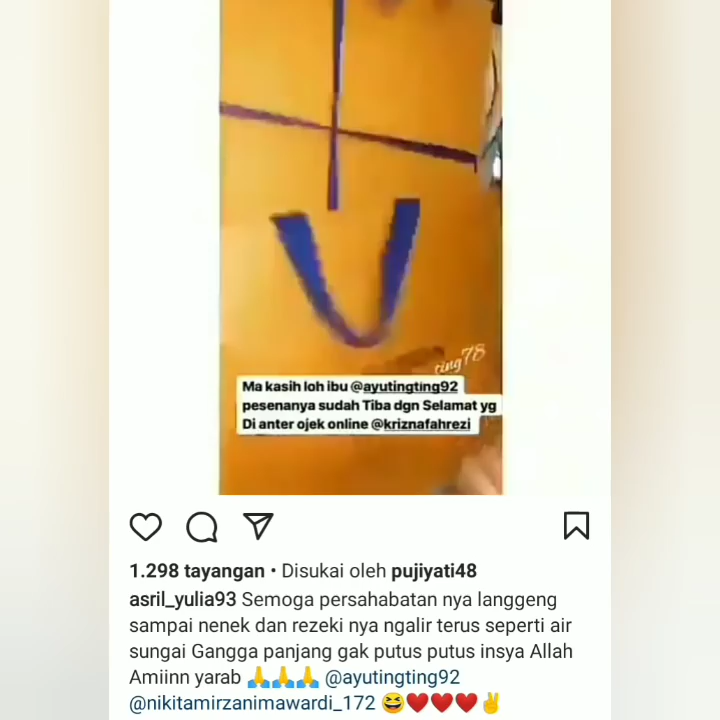 ting78
Ma kasih loh ibu @ayutingting92
pesenanya sudah Tiba dgn Selamat yg
Di anter ojek online @kriznafahrezi
1.298 tayangan • Disukai oleh pujiyati48
asril_yulia93 Semoga persahabatan nya langgeng
sampai nenek dan rezeki nya ngalir terus seperti air
sungai Gangga panjang gak putus putus insya Allah
Amiinn yarab 🙏🙏🙏 @ayutingting92
@nikitamirzanimawardi_172 😆❤️❤️❤️✌️